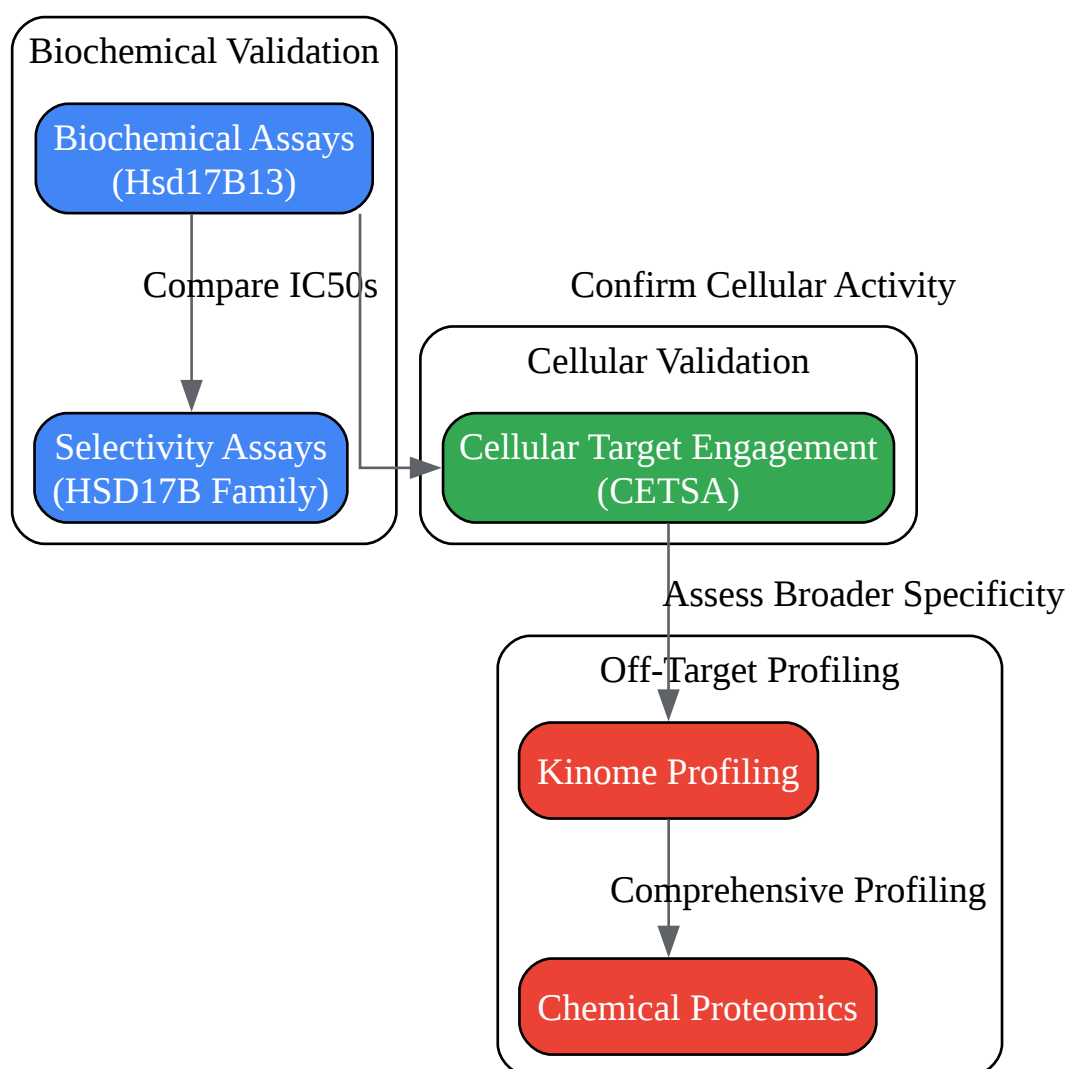 Biochemical Validation
Biochemical Assays
(Hsd17B13)
Compare IC50s
Selectivity Assays
(HSD17B Family)
Confirm Cellular Activity
Cellular Validation
Cellular Target Engagement
(CETSA)
Assess Broader Specificity
Off-Target Profiling
Kinome Profiling
Comprehensive Profiling
Chemical Proteomics